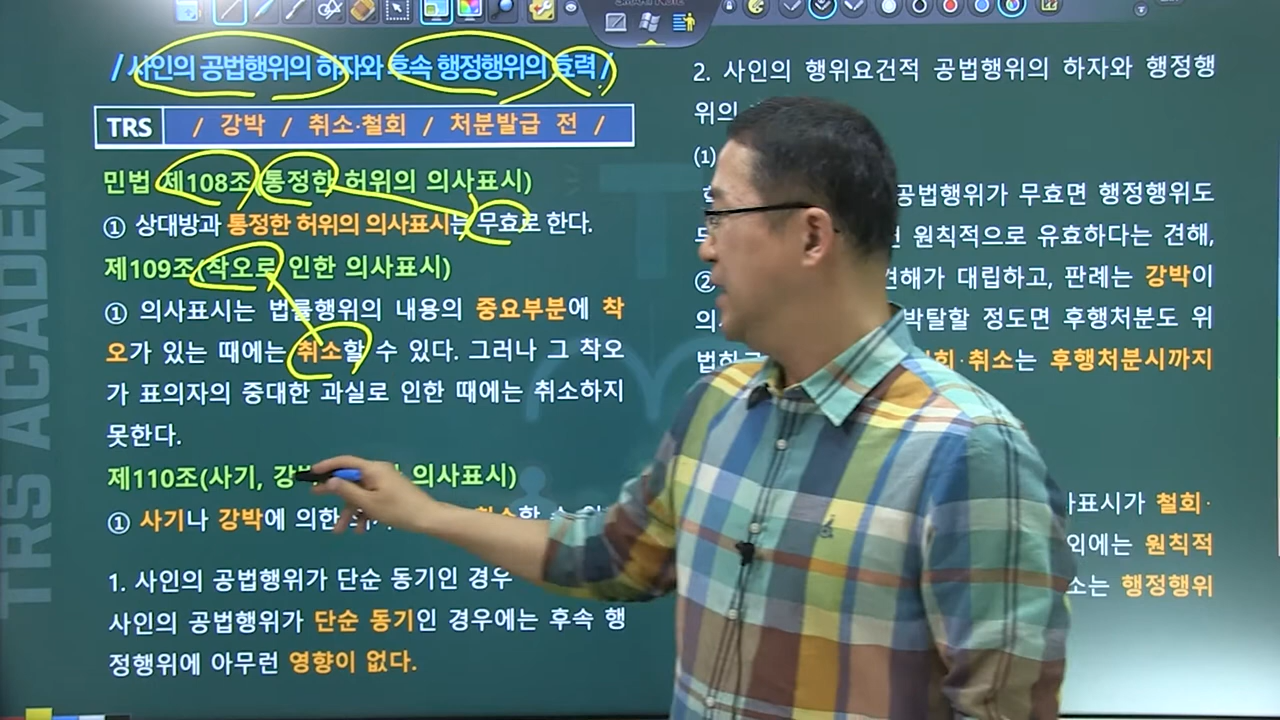 TRS ACADEMY
/ 사인의 공법행위의 하자와 후속 행정행위의 효력 /
TRS / 강박 / 취소·철회 / 처분발급 전 /
민법 제108조(통정한 허위의 의사표시)
① 상대방과 통정한 허위의 의사표시는 무효로 한다.
제109조(착오로 인한 의사표시)
① 의사표시는 법률행위의 내용의 중요부분에 착
오가 있는 때에는 취소할 수 있다. 그러나 그 착오
가 표의자의 중대한 과실로 인한 때에는 취소하지
못한다.
제110조(사기, 의사표시)
① 사기나 강박에 의한
1. 사인의 공법행위가 단순 동기인 경우
사인의 공법행위가 단순 동기인 경우에는 후속 행
정행위에 아무런 영향이 없다.
2. 사인의 행위요건적 공법행위의 하자와 행정행
위의
(1)
공법행위가 무효면 행정행위도
원칙적으로 유효하다는 견해,
② 견해가 대립하고, 판례는 강박이
의사 박탈할 정도면 후행처분도 위
취소는 후행처분시까지
의사표시가 철회·
외에는 원칙적
소는 행정행위